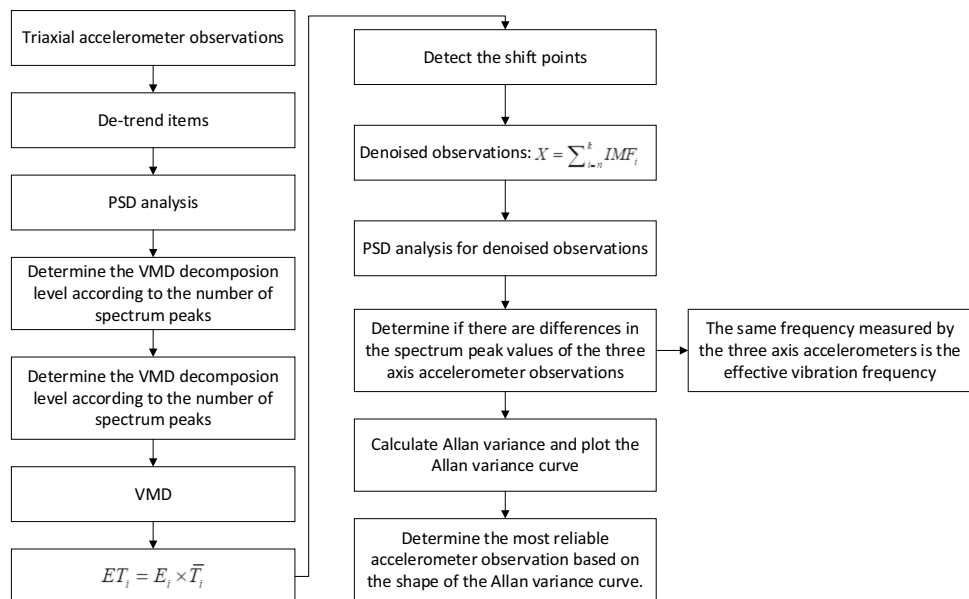 Triaxial accelerometer observations
De-trend items
PSD analysis
Determine the VMD decomposion
level according to the number of
spectrum peaks
Determine the VMD decomposion
level according to the number of
spectrum peaks
VMD
ET_i = E_i × T̅_i
Detect the shift points
Denoised observations: X = ∑_{i=n}^{k} IMF_i
PSD analysis for denoised observations
Determine if there are differences in
the spectrum peak values of the three
axis accelerometer observations
The same frequency measured by
the three axis accelerometers is the
effective vibration frequency
Calculate Allan variance and plot the
Allan variance curve
Determine the most reliable
accelerometer observation based on
the shape of the Allan variance curve.